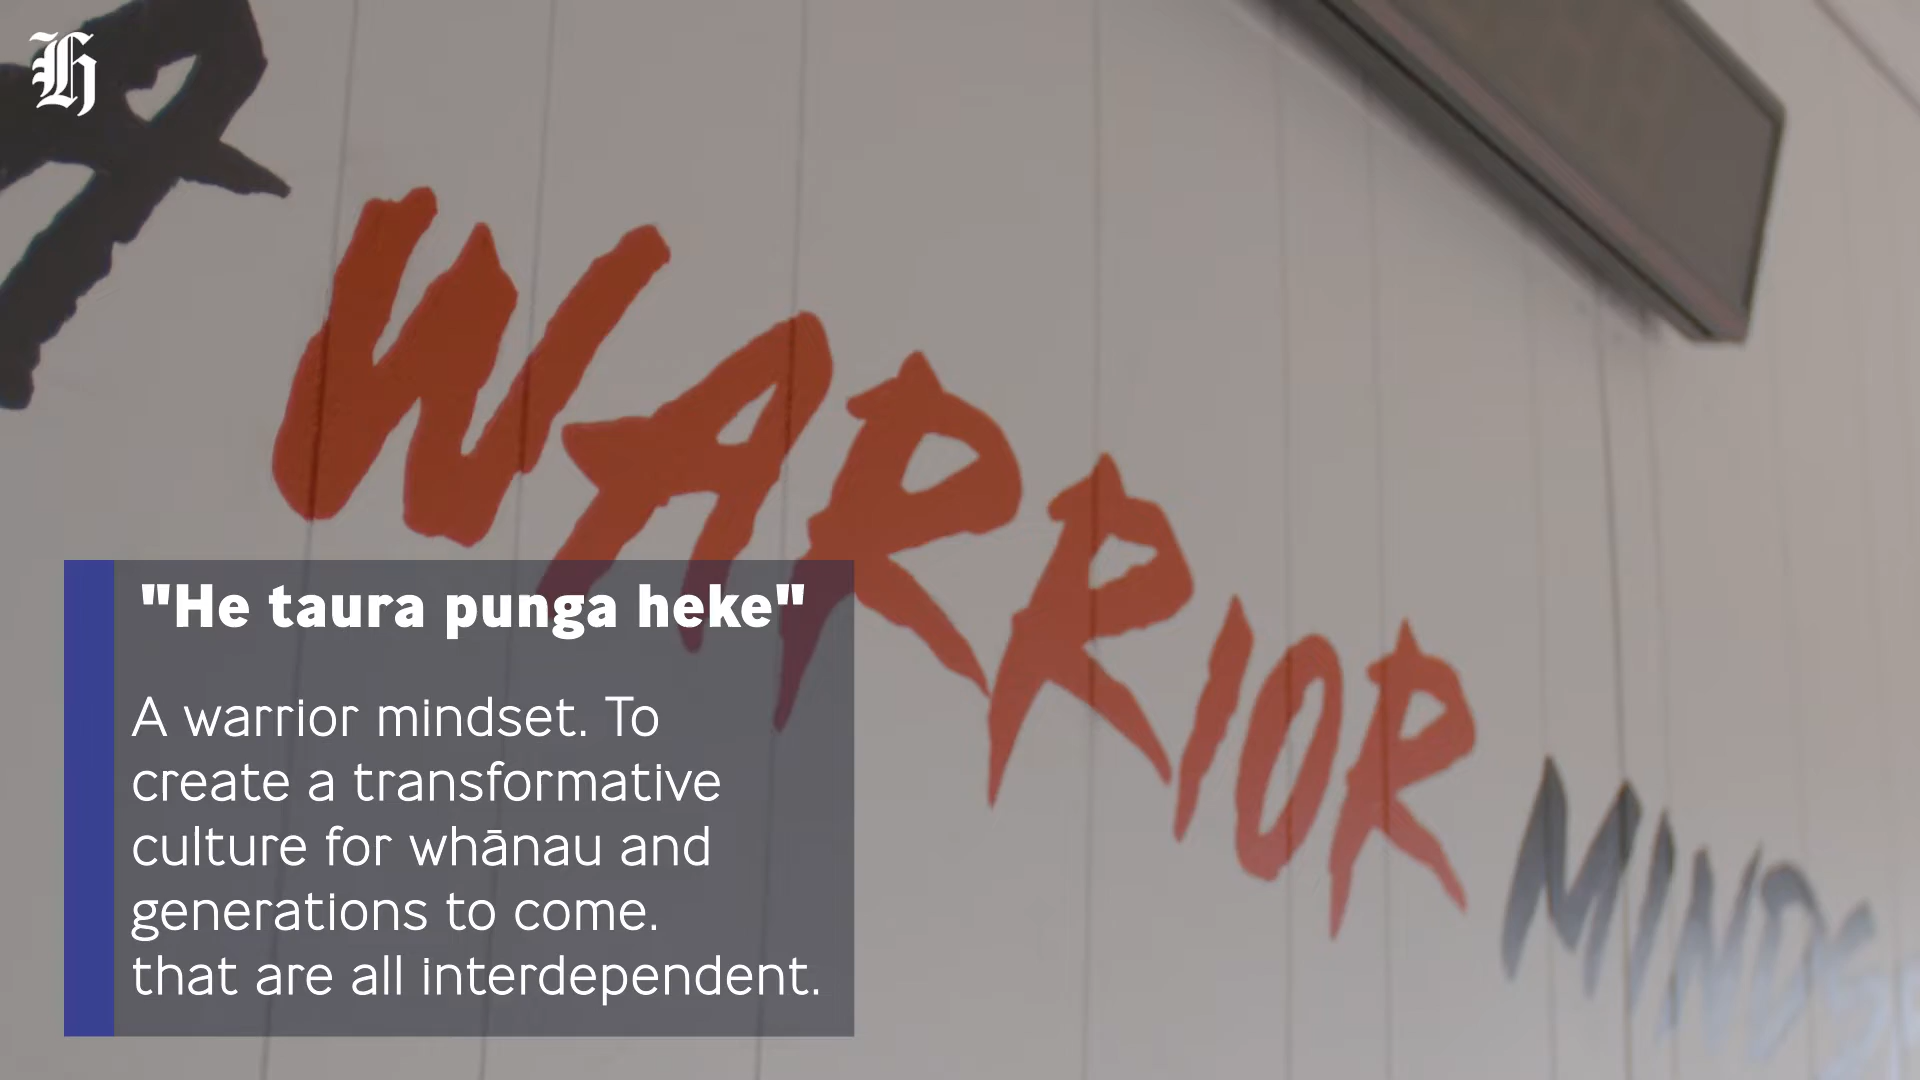 A
WARRIOR
MINDS
"He taura punga heke"
A warrior mindset. To
create a transformative
culture for whānau and
generations to come.
that are all interdependent.